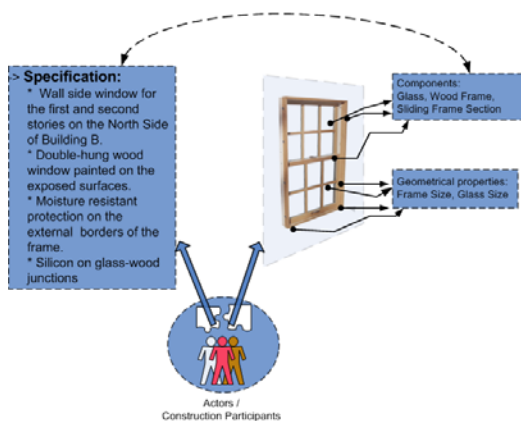 -> Specification:
* Wall side window for
the first and second
stories on the North Side
of Building B.
* Double-hung wood
window painted on the
exposed surfaces.
* Moisture resistant
protection on the
external borders of the
frame.
* Silicon on glass-wood
junctions
Components:
Glass, Wood Frame,
Sliding Frame Section
Geometrical properties:
Frame Size, Glass Size
Actors /
Construction Participants